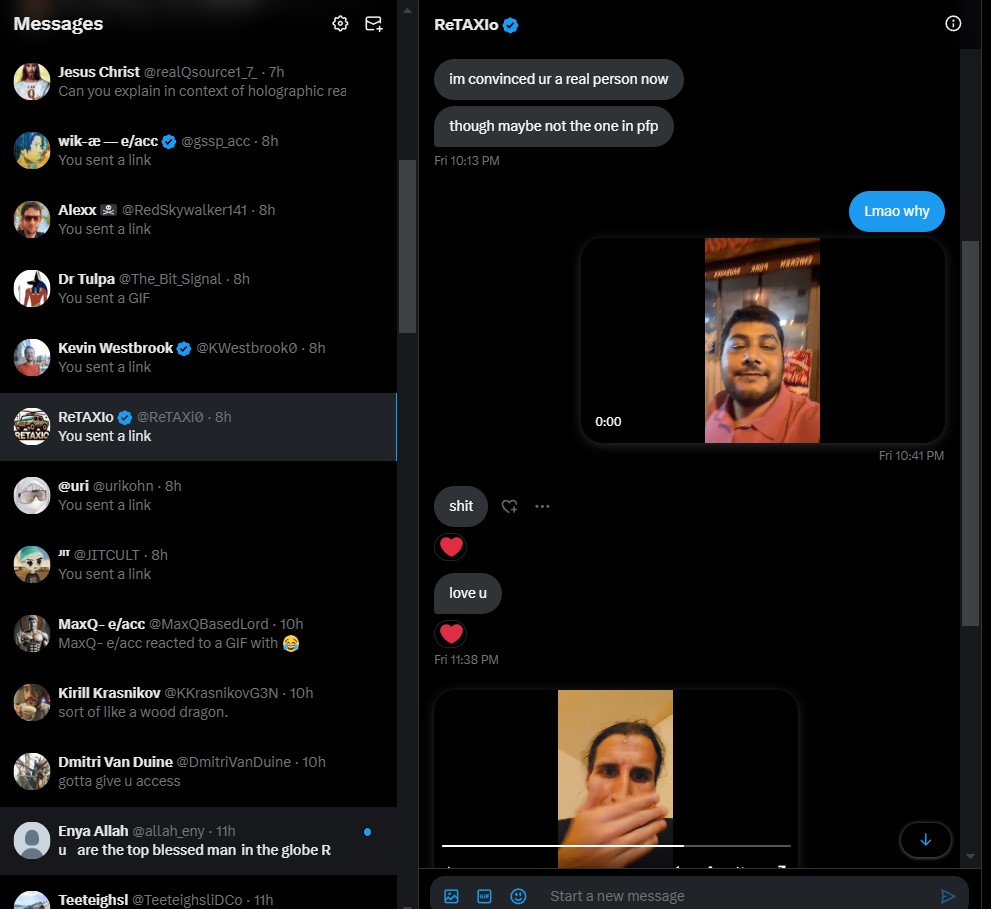 Messages
Jesus Christ @realQsource1_7_ · 7h
Can you explain in context of holographic rea
wik-æ — e/acc @gssp_acc · 8h
You sent a link
Alexx @RedSkywalker141 · 8h
You sent a link
Dr Tulpa @The_Bit_Signal · 8h
You sent a GIF
Kevin Westbrook @KWestbrook0 · 8h
You sent a link
RETAXIO
ReTAXIo @ReTAXi0 · 8h
You sent a link
@uri @urikohn · 8h
You sent a link
JIT @JITCULT · 8h
You sent a link
MaxQ- e/acc @MaxQBasedLord · 10h
MaxQ- e/acc reacted to a GIF with 😂
Kirill Krasnikov @KKrasnikovG3N · 10h
sort of like a wood dragon.
Dmitri Van Duine @DmitriVanDuine · 10h
gotta give u access
Enya Allah @allah_eny · 11h
u are the top blessed man in the globe R
Teeteighsl @TeeteighsliDCo · 11h
ReTAXIo
im convinced ur a real person now
though maybe not the one in pfp
Fri 10:13 PM
Lmao why
0:00
Fri 10:41 PM
shit
❤️
love u
❤️
Fri 11:38 PM
GIF
Start a new message